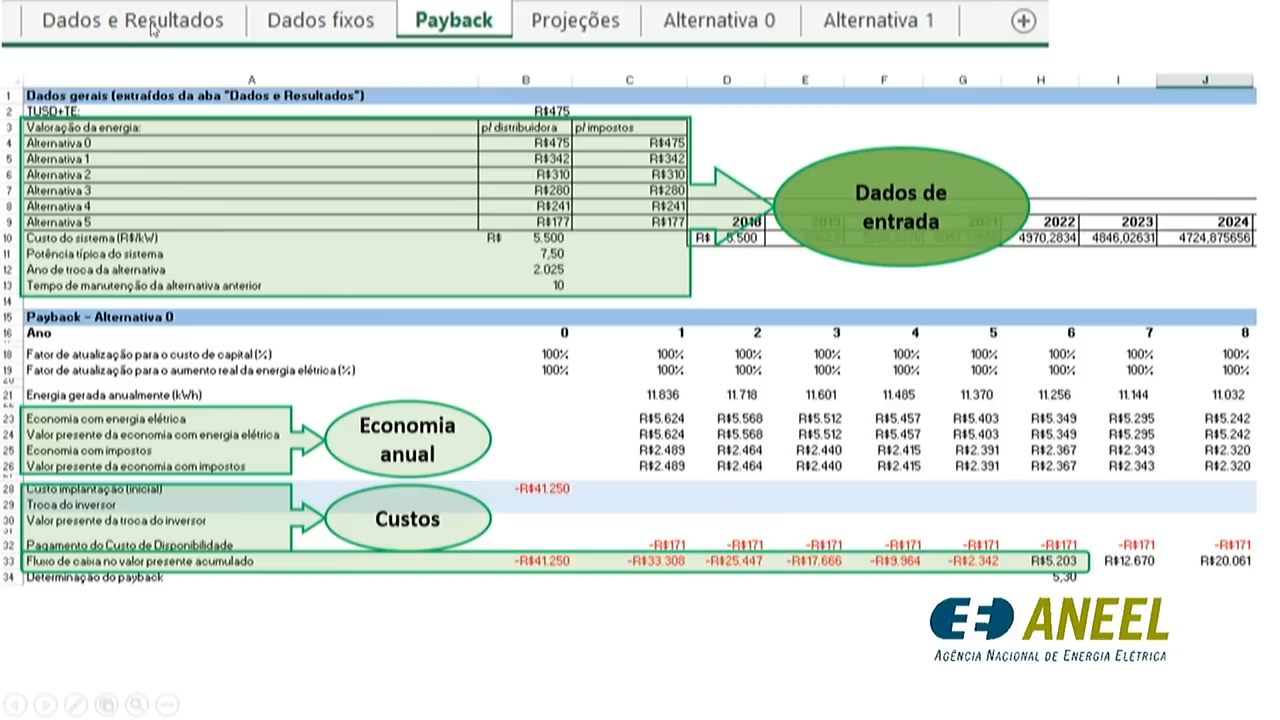 Dados e Resultados Dados fixos Payback Projeções Alternativa 0 Alternativa 1
A B C D E F G H I J
1 Dados gerais (extraídos da aba "Dados e Resultados")
2 TUSD+TE: R$475
3 Valoração da energia: p/ distribuidora p/ impostos
4 Alternativa 0 R$475 R$475
5 Alternativa 1 R$342 R$342
6 Alternativa 2 R$310 R$310
7 Alternativa 3 R$280 R$280
8 Alternativa 4 R$241 R$241
9 Alternativa 5 R$177 R$177 2018 2019 2021 2022 2023 2024
10 Custo do sistema (R$/kW) R$ 5.500 R$ 5.500 4970,2834 4846,02631 4724,875656
11 Potência típica do sistema 7,50
12 Ano de troca da alternativa 2.025
13 Tempo de manutenção da alternativa anterior 10
Dados de
entrada
14
15 Payback - Alternativa 0
16 Ano 0 1 2 3 4 5 6 7 8
18 Fator de atualização para o custo de capital (%) 100% 100% 100% 100% 100% 100% 100% 100% 100%
19 Fator de atualização para o aumento real da energia elétrica (%) 100% 100% 100% 100% 100% 100% 100% 100% 100%
20
21 Energia gerada anualmente (kWh) 11.836 11.718 11.601 11.485 11.370 11.256 11.144 11.032
23 Economia com energia elétrica R$5.624 R$5.568 R$5.512 R$5.457 R$5.403 R$5.349 R$5.295 R$5.242
24 Valor presente da economia com energia elétrica R$5.624 R$5.568 R$5.512 R$5.457 R$5.403 R$5.349 R$5.295 R$5.242
25 Economia com impostos R$2.489 R$2.464 R$2.440 R$2.415 R$2.391 R$2.367 R$2.343 R$2.320
26 Valor presente da economia com impostos R$2.489 R$2.464 R$2.440 R$2.415 R$2.391 R$2.367 R$2.343 R$2.320
Economia
anual
28 Custo implantação (inicial) -R$41.250
29 Troca do inversor
30 Valor presente da troca do inversor
31
Custos
32 Pagamento do Custo de Disponibilidade -R$171 -R$171 -R$171 -R$171 -R$171 -R$171 -R$171 -R$171
33 Fluxo de caixa no valor presente acumulado -R$41.250 -R$33.308 -R$25.447 -R$17.666 -R$9.964 -R$2.342 R$5.203 R$12.670 R$20.061
34 Determinação do payback 5,30
ANEEL
AGÊNCIA NACIONAL DE ENERGIA ELÉTRICA